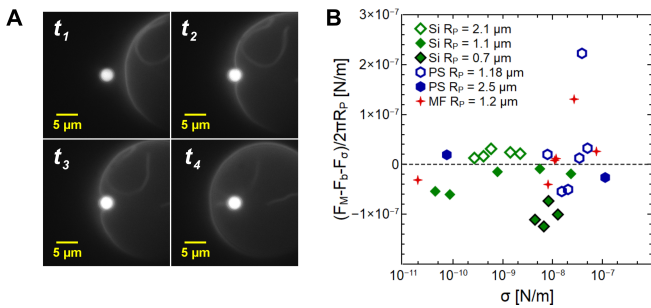 A
t₁
t₂
5 µm
5 µm
t₃
t₄
5 µm
5 µm
B
3×10⁻⁷
2×10⁻⁷
1×10⁻⁷
0
−1×10⁻⁷
(F_M-F_b-F_σ)/2πR_P [N/m]
Si R_P = 2.1 µm
Si R_P = 1.1 µm
Si R_P = 0.7 µm
PS R_P = 1.18 µm
PS R_P = 2.5 µm
MF R_P = 1.2 µm
10⁻¹¹ 10⁻¹⁰ 10⁻⁹ 10⁻⁸ 10⁻⁷
σ [N/m]